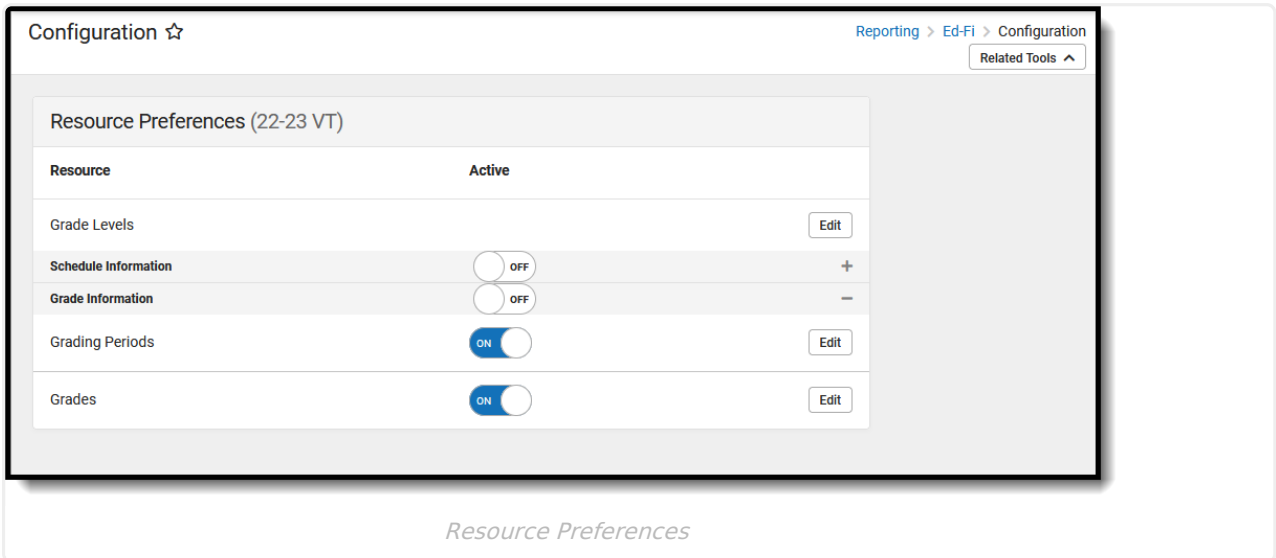 Configuration ☆
Reporting > Ed-Fi > Configuration
Related Tools
Resource Preferences (22-23 VT)
Resource Active
Grade Levels Edit
Schedule Information OFF +
Grade Information OFF −
Grading Periods ON Edit
Grades ON Edit
Resource Preferences